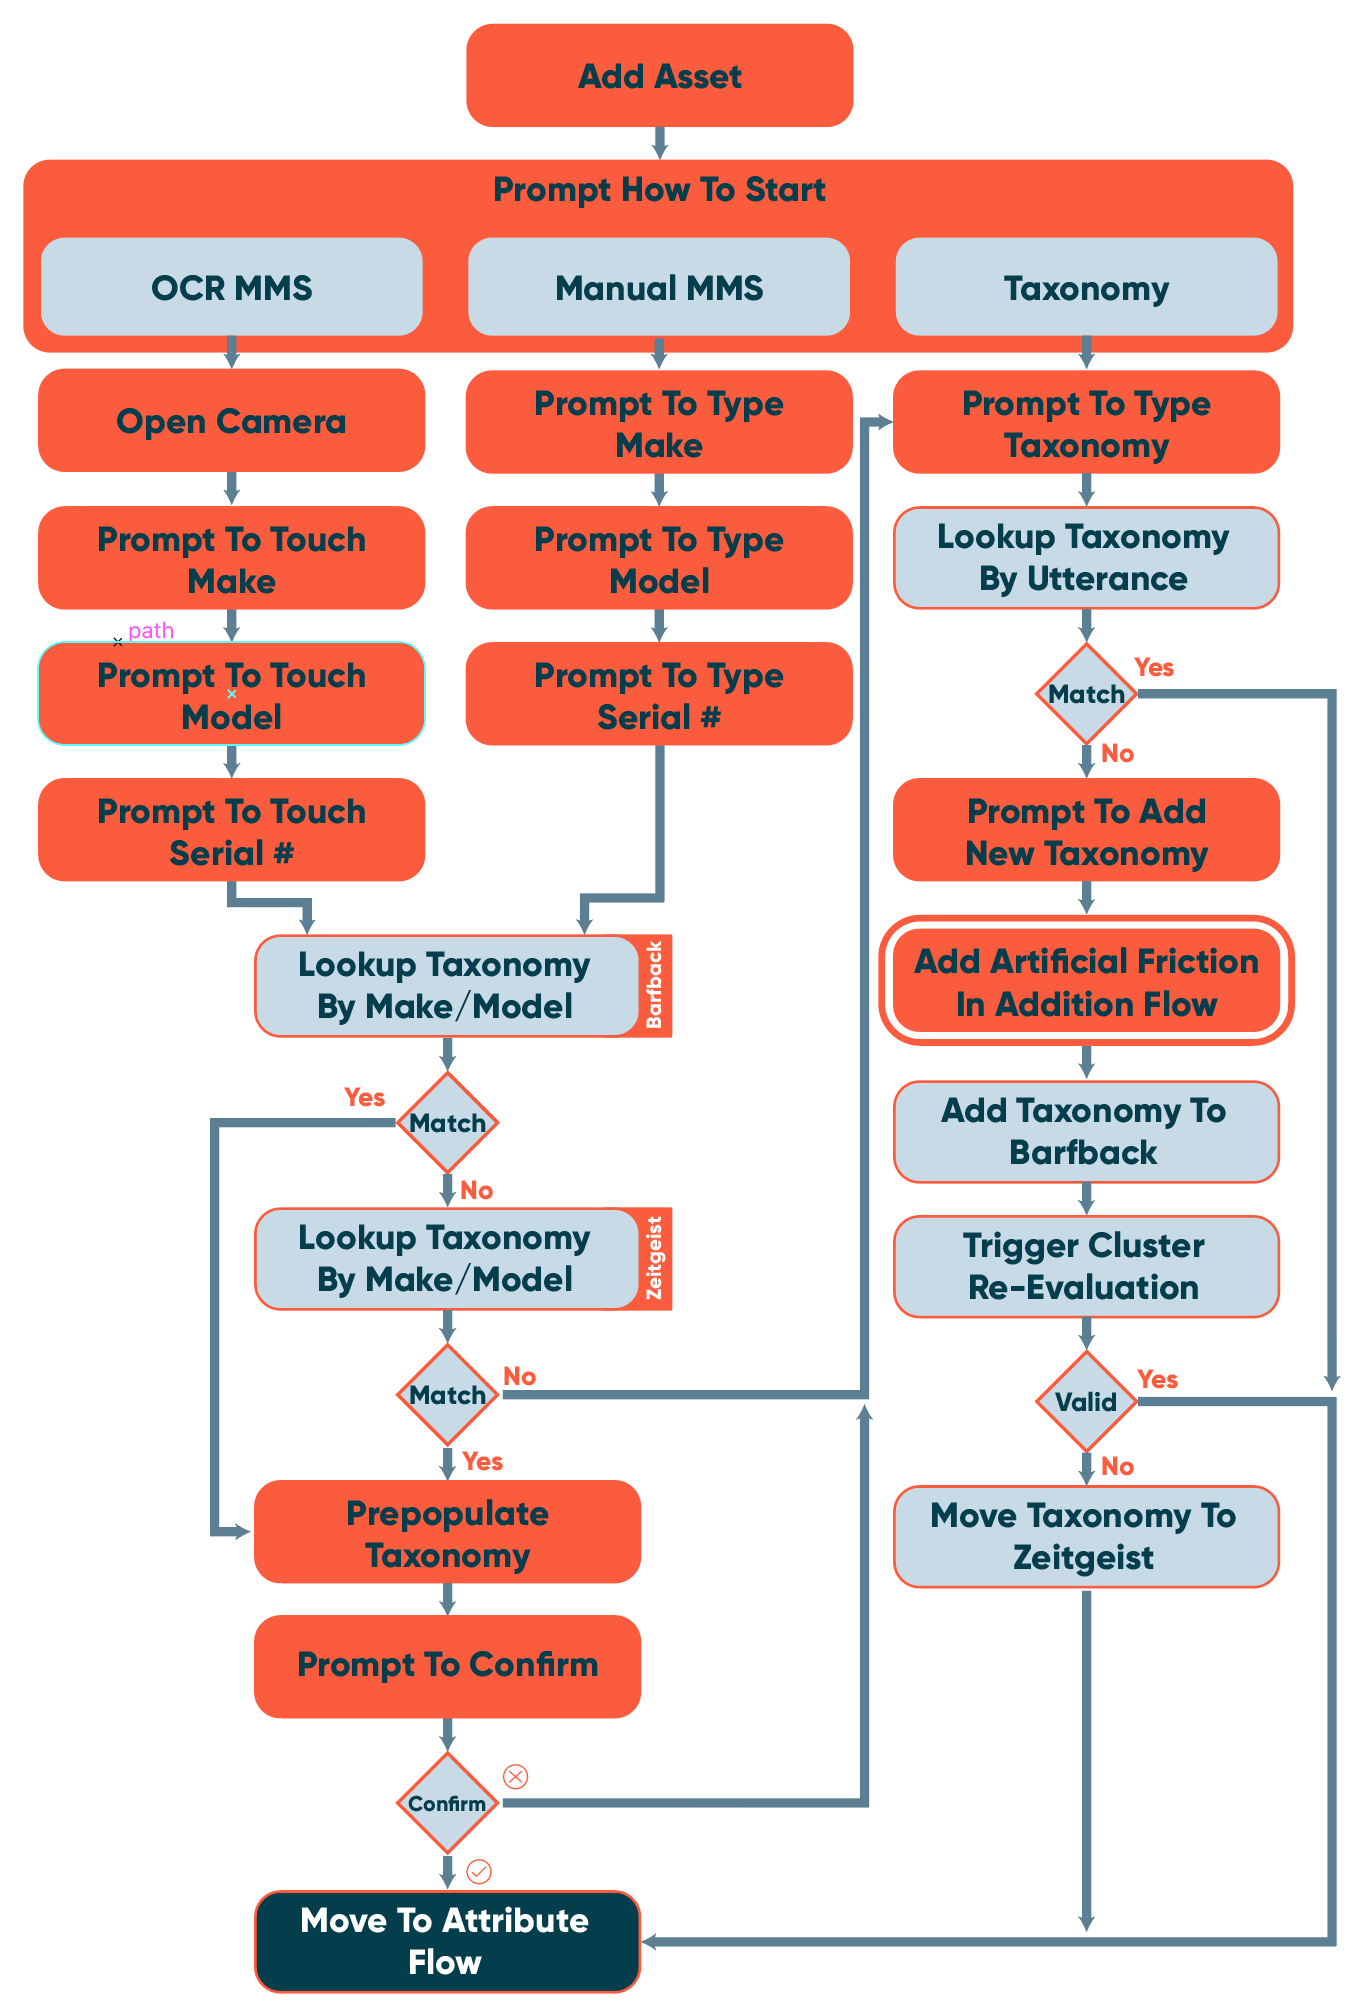 Add Asset
Prompt How To Start
OCR MMS
Manual MMS
Taxonomy
Open Camera
Prompt To Type
Make
Prompt To Type
Taxonomy
Prompt To Touch
Make
Prompt To Type
Model
Lookup Taxonomy
By Utterance
path
Prompt To Touch
Model
Prompt To Type
Serial #
Match
Yes
No
Prompt To Touch
Serial #
Prompt To Add
New Taxonomy
Lookup Taxonomy
By Make/Model
Barfback
Add Artificial Friction
In Addition Flow
Match
Yes
No
Add Taxonomy To
Barfback
Lookup Taxonomy
By Make/Model
Zeitgeist
Trigger Cluster
Re-Evaluation
Match
No
Yes
Valid
Yes
No
Prepopulate
Taxonomy
Move Taxonomy To
Zeitgeist
Prompt To Confirm
Confirm
Move To Attribute
Flow